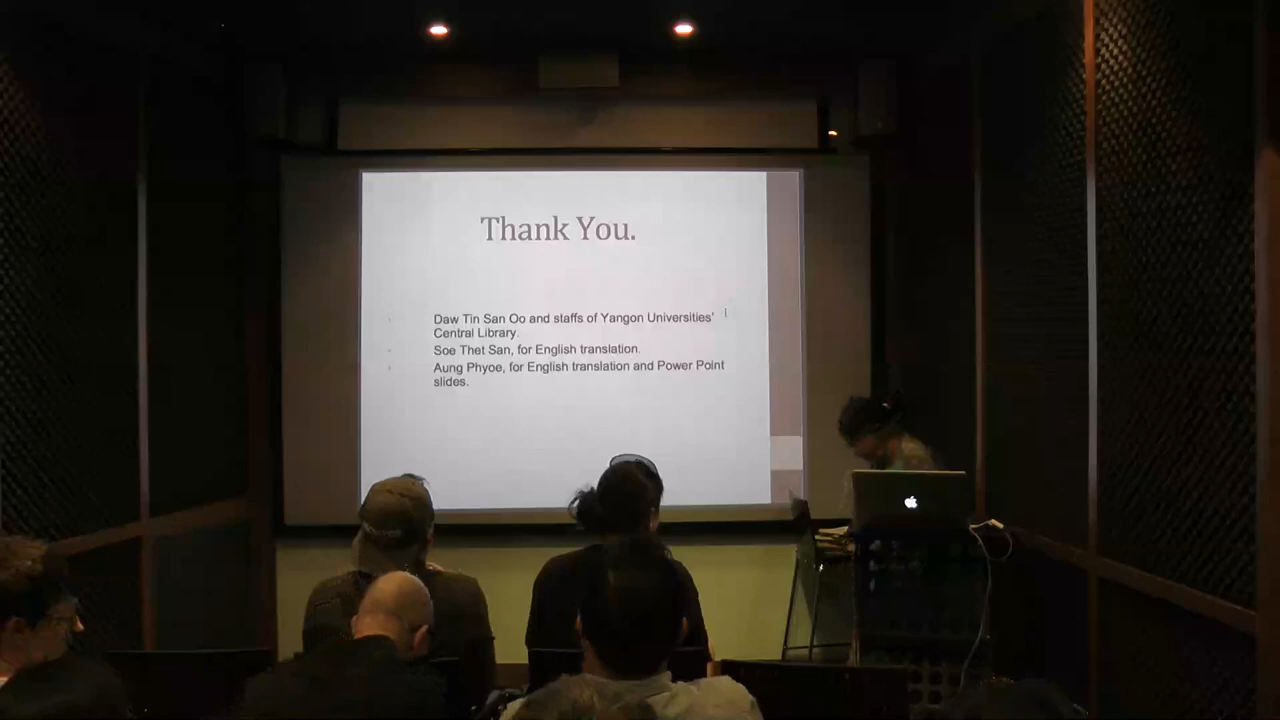 Thank You.
Daw Tin San Oo and staffs of Yangon Universities'
Central Library.
Soe Thet San, for English translation.
Aung Phyoe, for English translation and Power Point
slides.